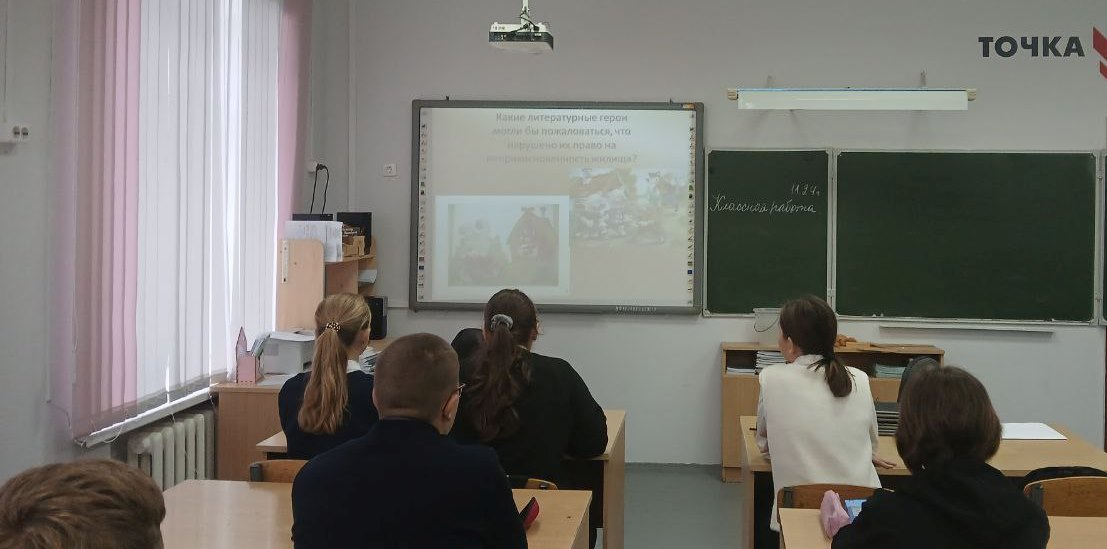 ТОЧКА
Какие литературные герои
могли бы пожаловаться, что
нарушено их право на
неприкосновенность жилища?
Классная работа